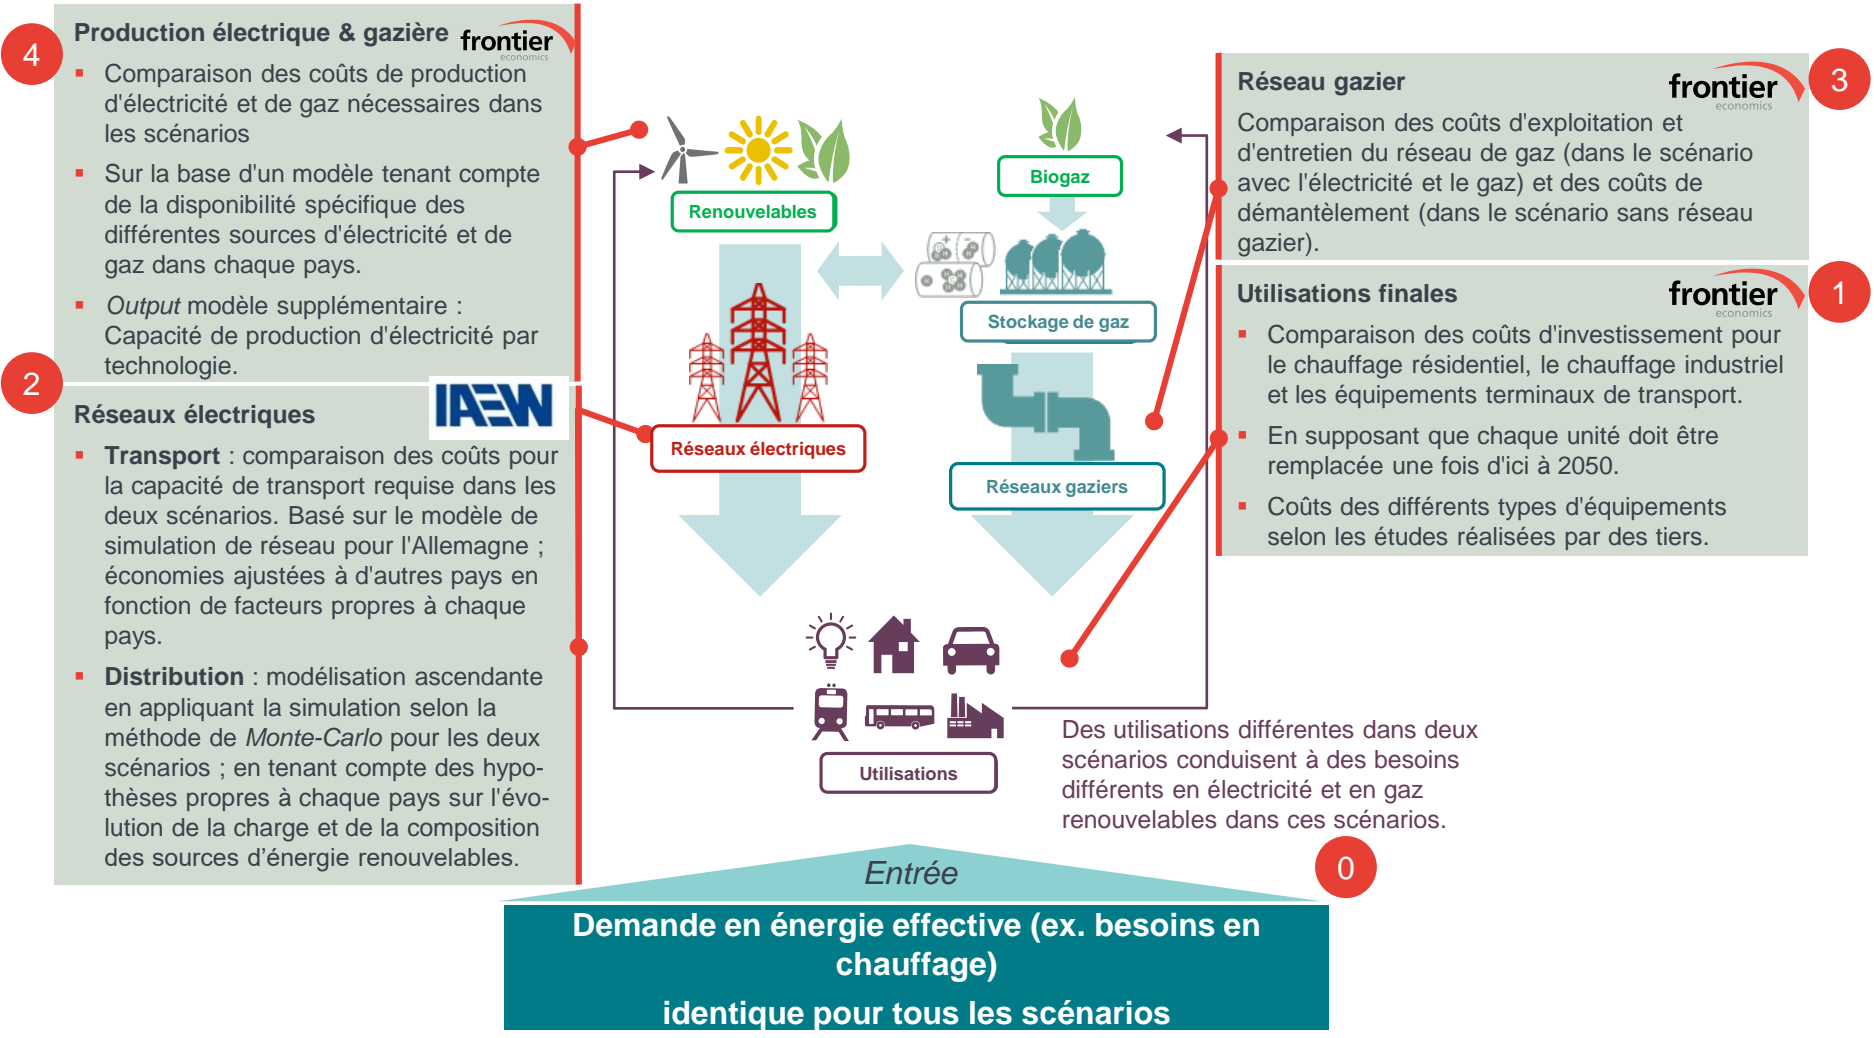 4
Production électrique & gazière
frontier
economics
Comparaison des coûts de production
d'électricité et de gaz nécessaires dans
les scénarios
Sur la base d'un modèle tenant compte
de la disponibilité spécifique des
différentes sources d'électricité et de
gaz dans chaque pays.
Output modèle supplémentaire :
Capacité de production d'électricité par
technologie.
2
IAEW
Réseaux électriques
Transport : comparaison des coûts pour
la capacité de transport requise dans les
deux scénarios. Basé sur le modèle de
simulation de réseau pour l'Allemagne ;
économies ajustées à d'autres pays en
fonction de facteurs propres à chaque
pays.
Distribution : modélisation ascendante
en appliquant la simulation selon la
méthode de Monte-Carlo pour les deux
scénarios ; en tenant compte des hypo-
thèses propres à chaque pays sur l'évo-
lution de la charge et de la composition
des sources d’énergie renouvelables.
Renouvelables
Biogaz
Stockage de gaz
Réseaux électriques
Réseaux gaziers
Utilisations
3
Réseau gazier
frontier
economics
Comparaison des coûts d'exploitation et
d'entretien du réseau de gaz (dans le scénario
avec l'électricité et le gaz) et des coûts de
démantèlement (dans le scénario sans réseau
gazier).
1
Utilisations finales
frontier
economics
Comparaison des coûts d'investissement pour
le chauffage résidentiel, le chauffage industriel
et les équipements terminaux de transport.
En supposant que chaque unité doit être
remplacée une fois d'ici à 2050.
Coûts des différents types d'équipements
selon les études réalisées par des tiers.
Des utilisations différentes dans deux
scénarios conduisent à des besoins
différents en électricité et en gaz
renouvelables dans ces scénarios.
0
Entrée
Demande en énergie effective (ex. besoins en
chauffage)
identique pour tous les scénarios